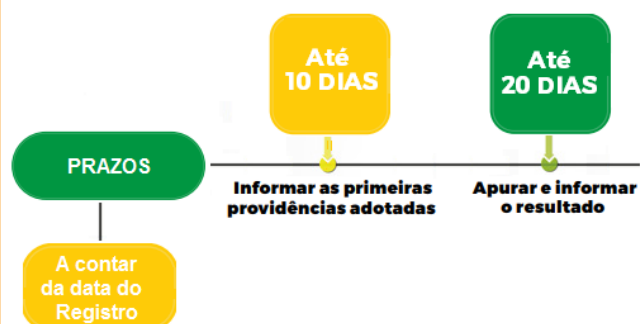 Até
10 DIAS
Até
20 DIAS
PRAZOS
Informar as primeiras
providências adotadas
Apurar e informar
o resultado
A contar
da data do
Registro